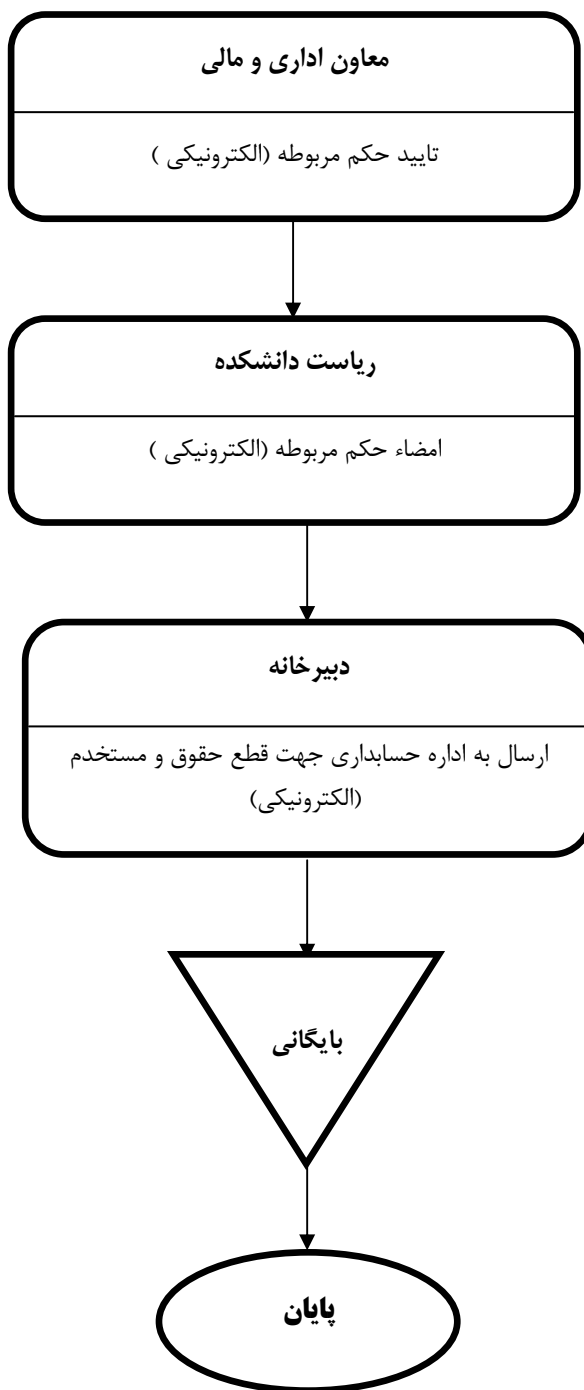 معاون اداری و مالی
تایید حکم مربوطه (الکترونیکی )
ریاست دانشکده
امضاء حکم مربوطه (الکترونیکی )
دبیرخانه
ارسال به اداره حسابداری جهت قطع حقوق و مستخدم
(الکترونیکی)
بایگانی
پایان